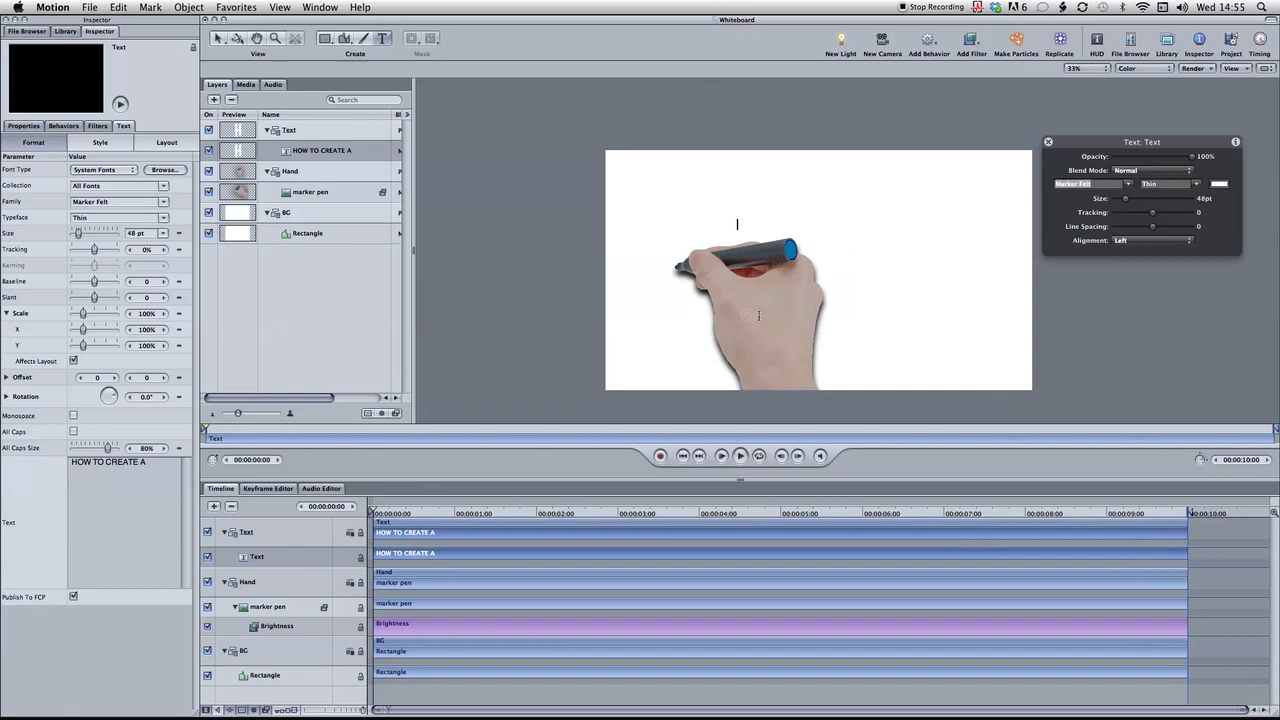 Motion File Edit Mark Object Favorites View Window Help Stop Recording 6 Wed 14:55
Inspector Whiteboard
File Browser Library Inspector
Text
View Create Mask New Light New Camera Add Behavior Add Filter Make Particles Replicate HUD File Browser Library Inspector Project Timing
33% Color Render View
Layers Media Audio
Search
On Preview Name Bl
Properties Behaviors Filters Text
Format Style Layout
Parameter Value
Font Type System Fonts Browse...
Collection All Fonts
Family Marker Felt
Typeface Thin
Size 48 pt
Tracking 0%
Kerning
Baseline 0
Slant 0
Scale 100%
X 100%
Y 100%
Affects Layout
Offset 0 0
Rotation 0.0°
Monospace
All Caps
All Caps Size 80%
HOW TO CREATE A
Text
Publish To FCP
Text P
HOW TO CREATE A N
Hand P
marker pen N
BG P
Rectangle N
Text: Text
Opacity: 100%
Blend Mode: Normal
Marker Felt Thin
Size: 48pt
Tracking: 0
Line Spacing: 0
Alignment: Left
Text
00:00:00:00 00:00:10:00
Timeline Keyframe Editor Audio Editor
00:00:00:00
00:00:00:00 00:00:01:00 00:00:02:00 00:00:03:00 00:00:04:00 00:00:05:00 00:00:06:00 00:00:07:00 00:00:08:00 00:00:09:00 00:00:10:00
Text
Text HOW TO CREATE A
Text HOW TO CREATE A
Hand
Hand marker pen
marker pen marker pen
Brightness Brightness
BG
BG Rectangle
Rectangle Rectangle